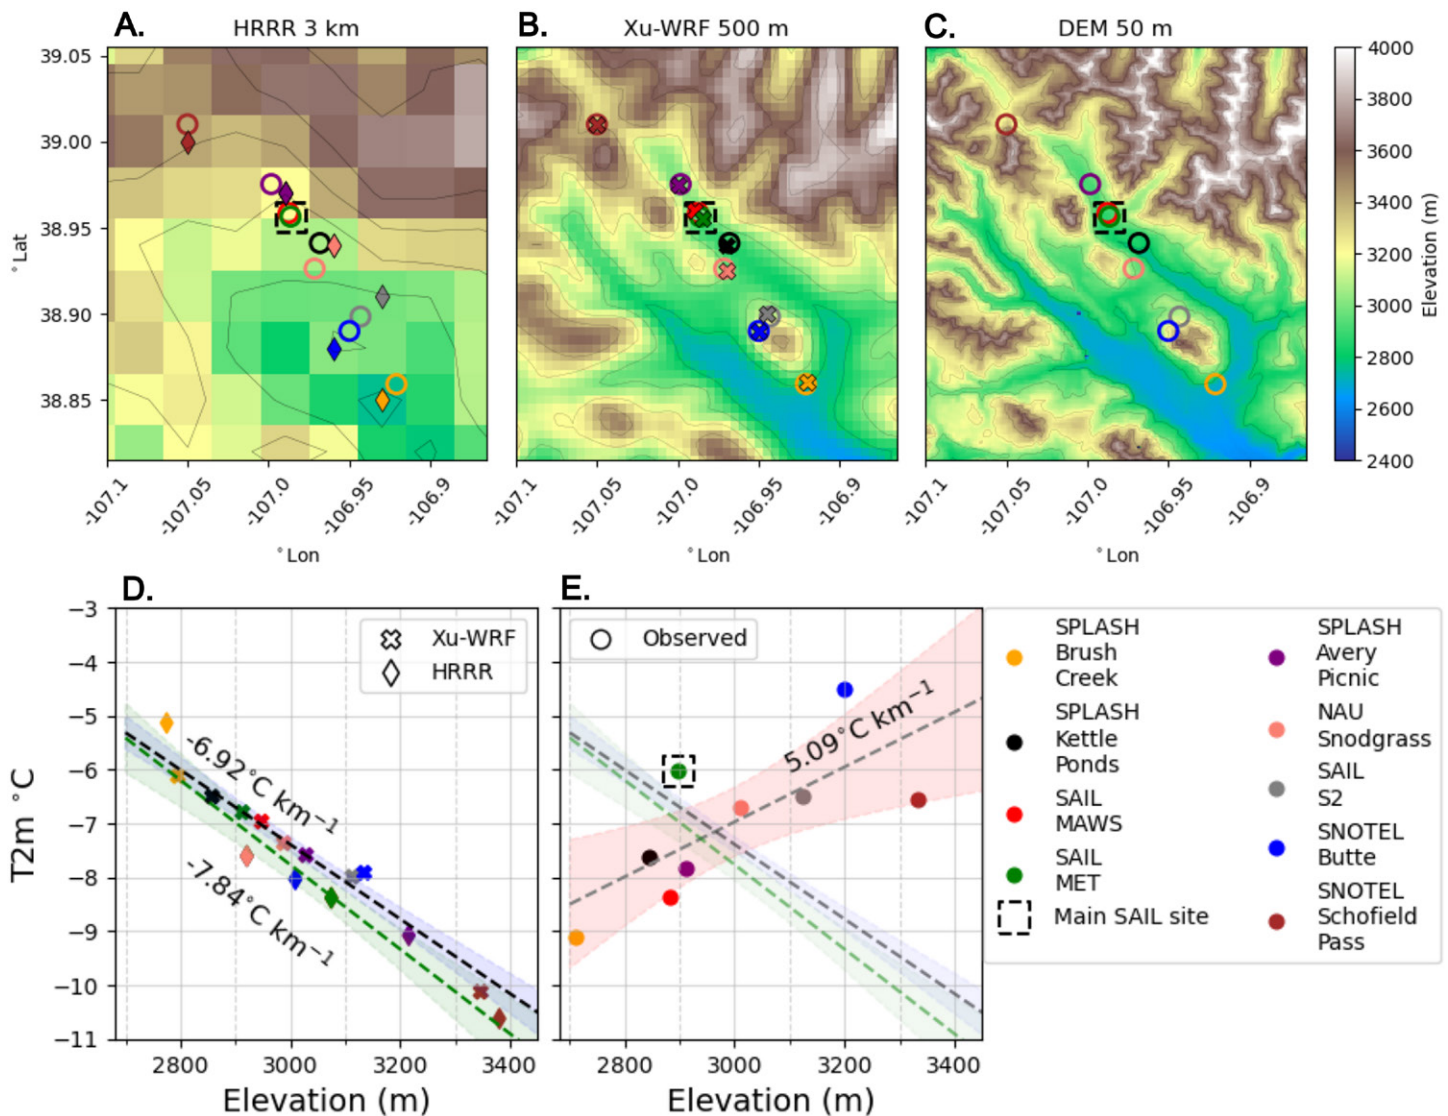 A.
HRRR 3 km
B.
Xu-WRF 500 m
C.
DEM 50 m
39.05
39.00
38.95
38.90
38.85
°Lat
-107.1
-107.05
-107.0
-106.95
-106.9
°Lon
-107.1
-107.05
-107.0
-106.95
-106.9
°Lon
-107.1
-107.05
-107.0
-106.95
-106.9
°Lon
4000
3800
3600
3400
3200
3000
2800
2600
2400
Elevation (m)
D.
Xu-WRF
HRRR
-6.92°C km⁻¹
-7.84°C km⁻¹
−3
−4
−5
−6
−7
−8
−9
−10
−11
T2m °C
2800
3000
3200
3400
Elevation (m)
E.
Observed
5.09°C km⁻¹
2800
3000
3200
3400
Elevation (m)
SPLASH
Brush
Creek
SPLASH
Kettle
Ponds
SAIL
MAWS
SAIL
MET
Main SAIL site
SPLASH
Avery
Picnic
NAU
Snodgrass
SAIL
S2
SNOTEL
Butte
SNOTEL
Schofield
Pass